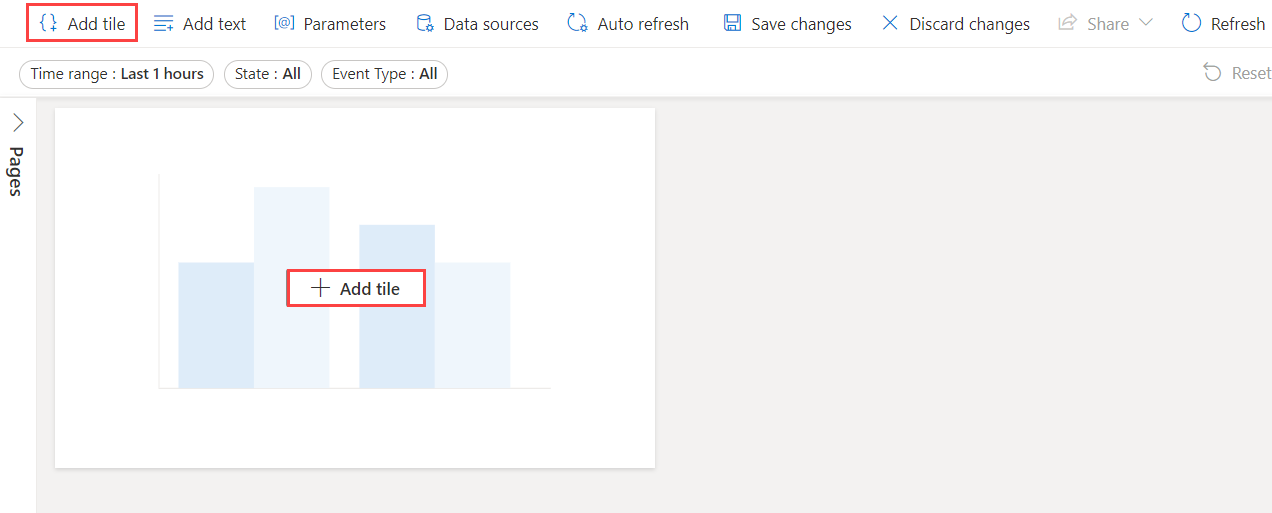 Add tile Add text Parameters Data sources Auto refresh Save changes Discard changes Share Refresh
Time range : Last 1 hours State : All Event Type : All Reset
Pages
Add tile